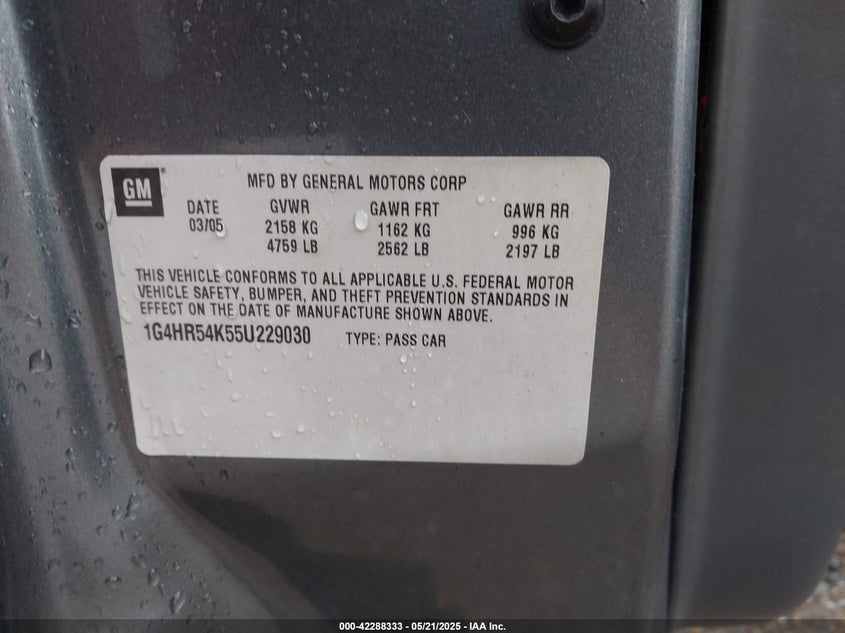 GM
MFD BY GENERAL MOTORS CORP
DATE GVWR GAWR FRT GAWR RR
03/05 2158 KG 1162 KG 996 KG
4759 LB 2562 LB 2197 LB
THIS VEHICLE CONFORMS TO ALL APPLICABLE U.S. FEDERAL MOTOR
VEHICLE SAFETY, BUMPER, AND THEFT PREVENTION STANDARDS IN
EFFECT ON THE DATE OF MANUFACTURE SHOWN ABOVE.
1G4HR54K55U229030 TYPE: PASS CAR
000-42288333 - 05/21/2025 - IAA Inc.